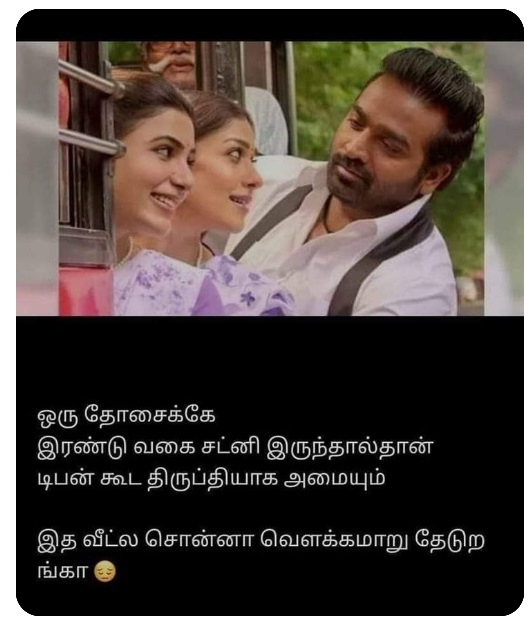 ஒரு தோசைக்கே
இரண்டு வகை சட்னி இருந்தால்தான்
டிபன் கூட திருப்தியாக அமையும்
இத வீட்ல சொன்னா வெளக்கமாறு தேடுற
ங்கா 😔